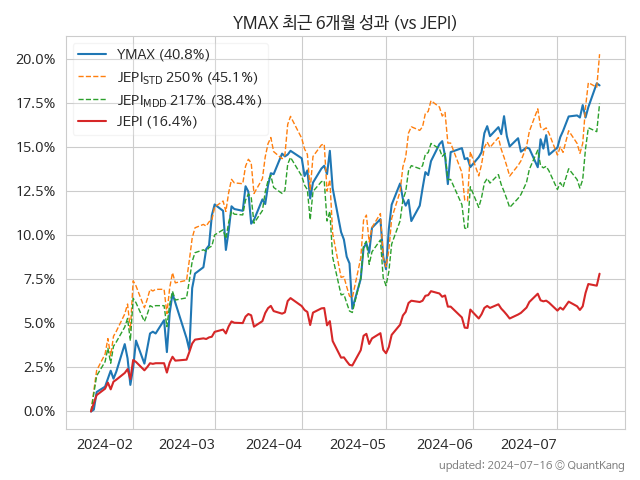 YMAX 최근 6개월 성과 (vs JEPI)
YMAX (40.8%)
JEPI_STD 250% (45.1%)
JEPI_MDD 217% (38.4%)
JEPI (16.4%)
20.0%
17.5%
15.0%
12.5%
10.0%
7.5%
5.0%
2.5%
0.0%
2024-02 2024-03 2024-04 2024-05 2024-06 2024-07
updated: 2024-07-16 © QuantKang